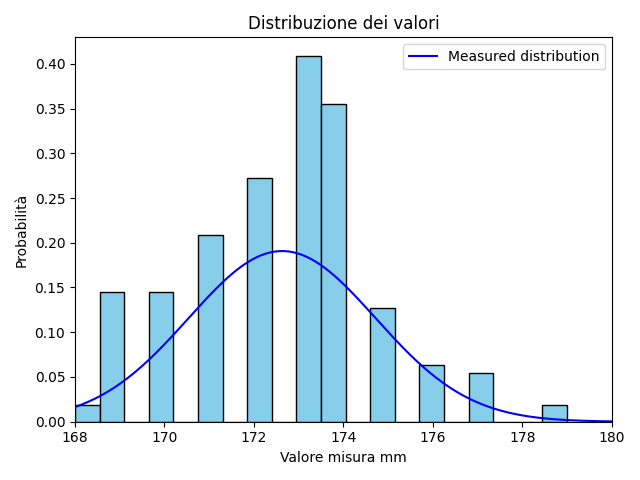 Distribuzione dei valori
Measured distribution
Probabilità
0.40
0.35
0.30
0.25
0.20
0.15
0.10
0.05
0.00
168 170 172 174 176 178 180
Valore misura mm